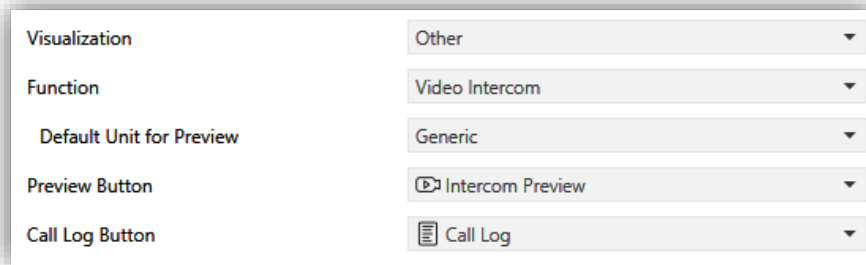 Visualization Other
Function Video Intercom
Default Unit for Preview Generic
Preview Button Intercom Preview
Call Log Button Call Log